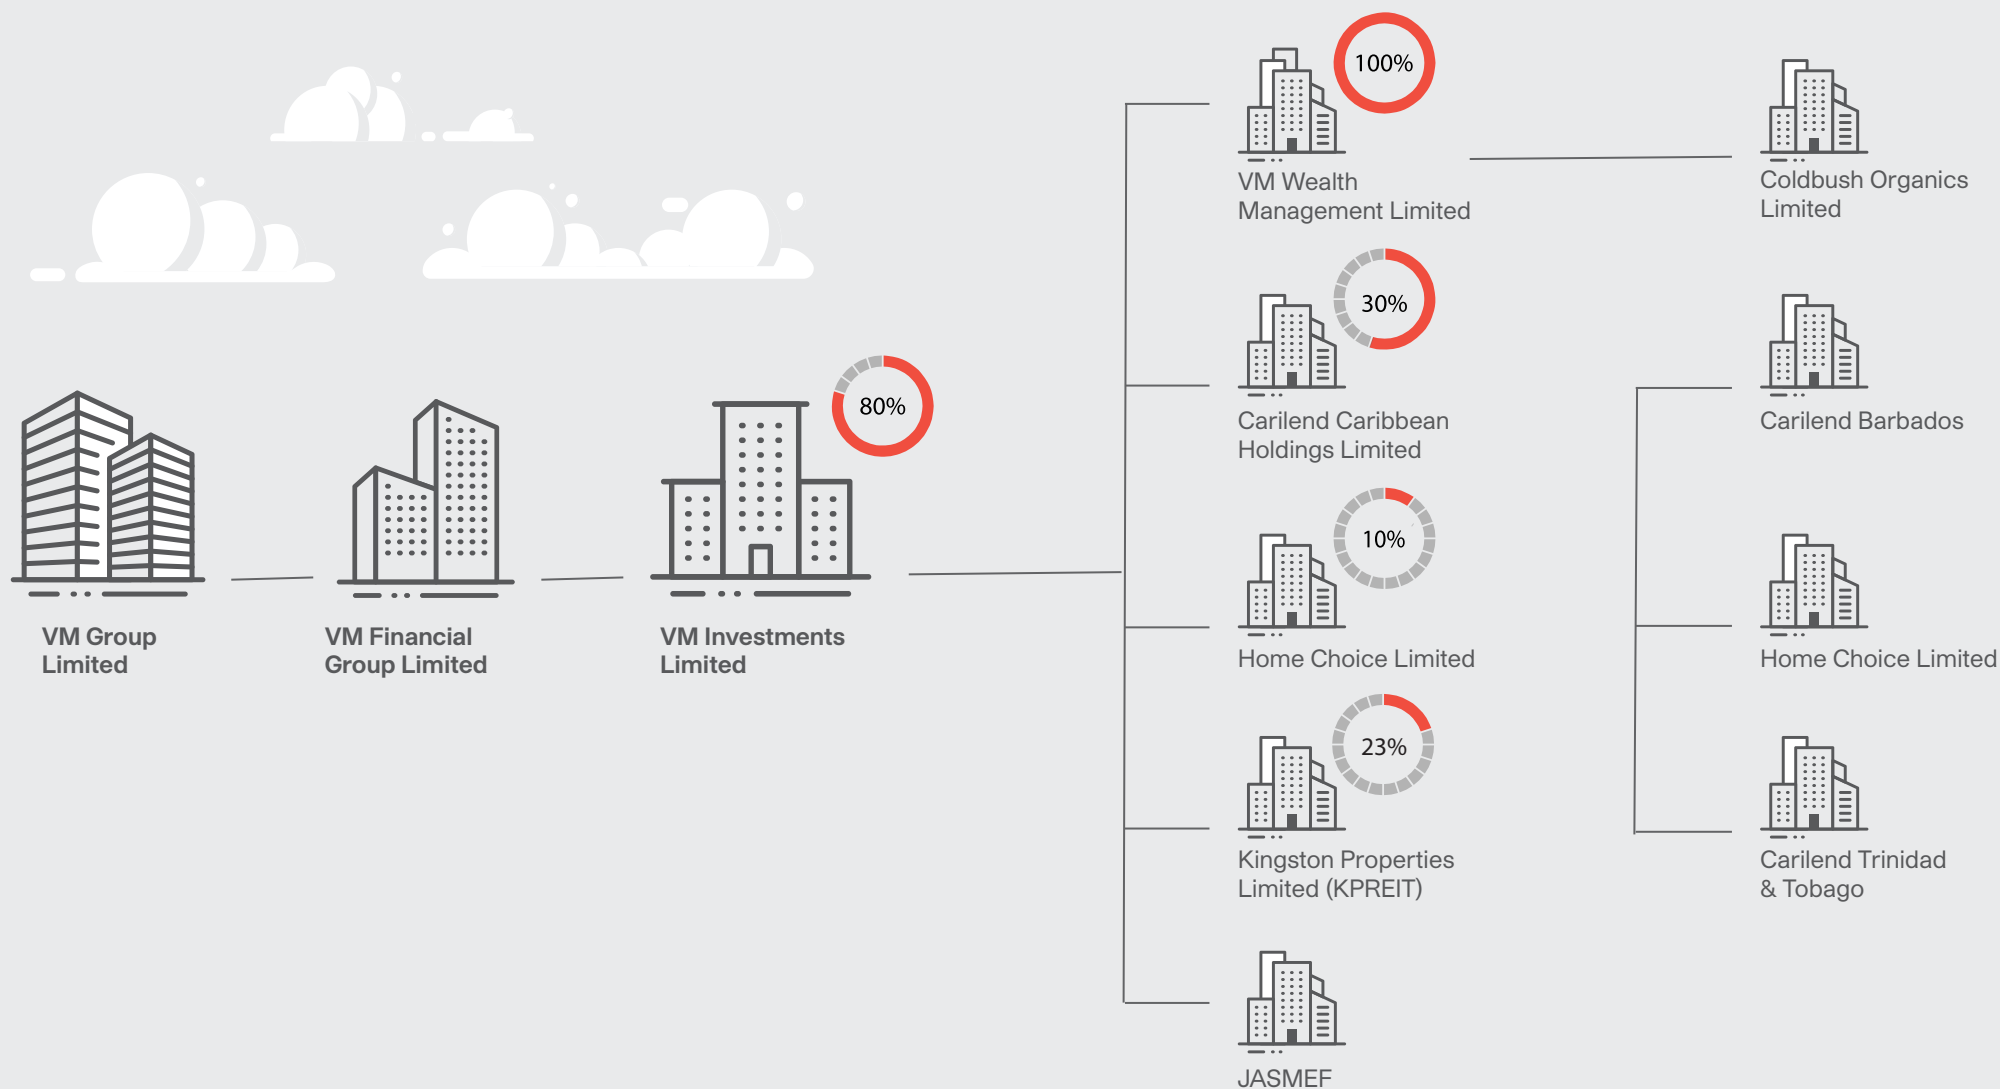 VM Group
Limited
VM Financial
Group Limited
80%
VM Investments
Limited
100%
VM Wealth
Management Limited
30%
Carilend Caribbean
Holdings Limited
10%
Home Choice Limited
23%
Kingston Properties
Limited (KPREIT)
JASMEF
Coldbush Organics
Limited
Carilend Barbados
Home Choice Limited
Carilend Trinidad
& Tobago